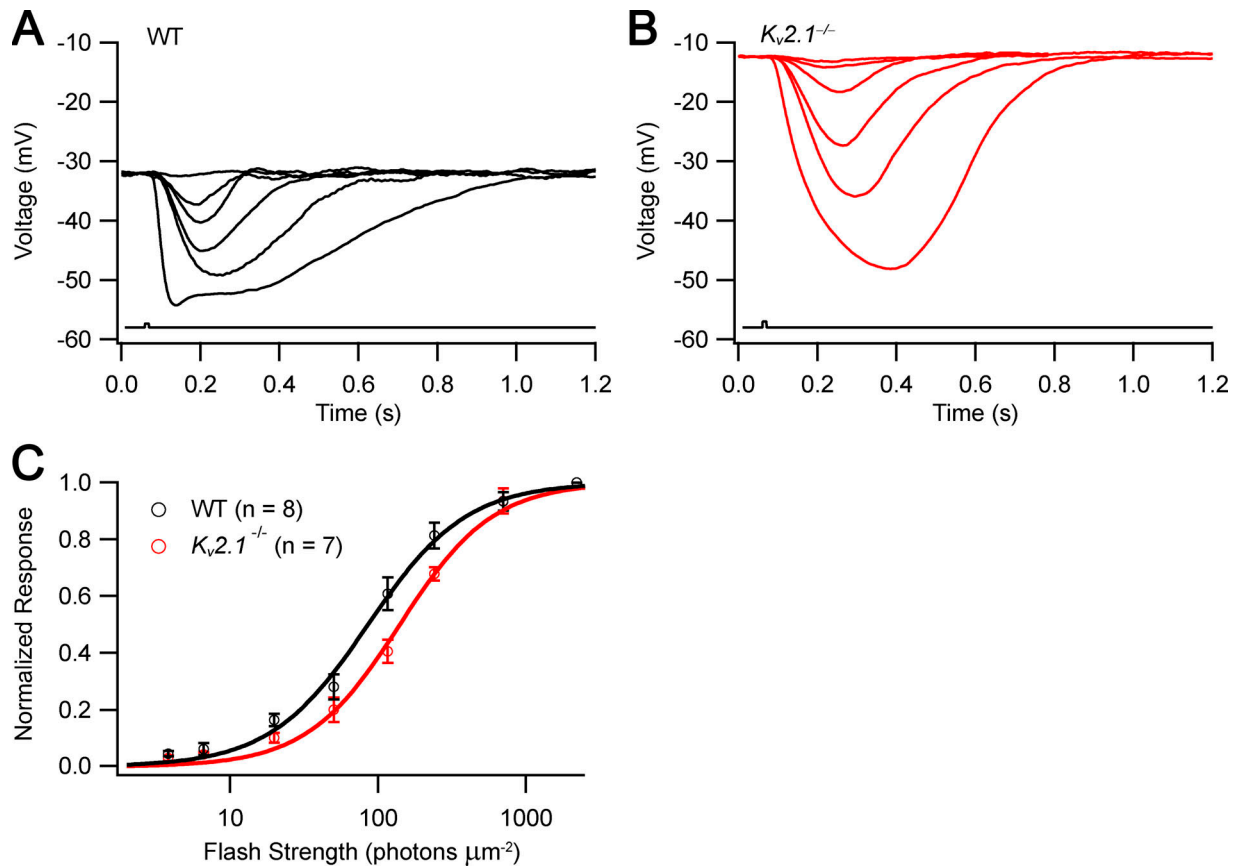 A
WT
-10
-20
-30
-40
-50
-60
Voltage (mV)
0.0 0.2 0.4 0.6 0.8 1.0 1.2
Time (s)
B
Kv2.1–/–
-10
-20
-30
-40
-50
-60
Voltage (mV)
0.0 0.2 0.4 0.6 0.8 1.0 1.2
Time (s)
C
1.0
0.8
0.6
0.4
0.2
0.0
Normalized Response
WT (n = 8)
Kv2.1 -/- (n = 7)
10 100 1000
Flash Strength (photons μm-2)